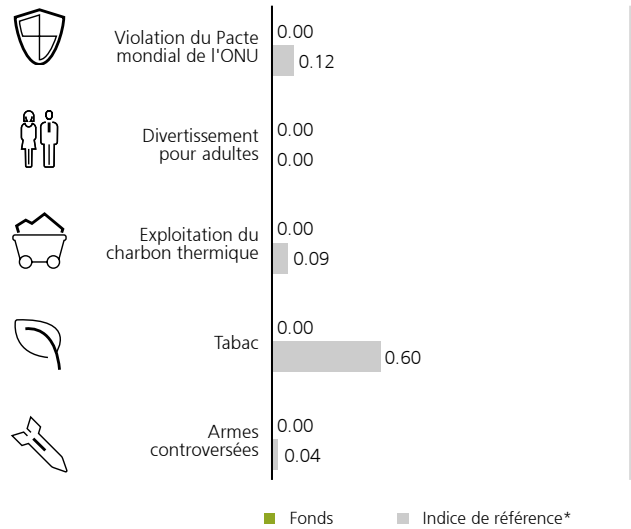 Violation du Pacte
mondial de l'ONU
0.00
0.12
Divertissement
pour adultes
0.00
0.00
Exploitation du
charbon thermique
0.00
0.09
Tabac
0.00
0.60
Armes
controversées
0.00
0.04
Fonds
Indice de référence*